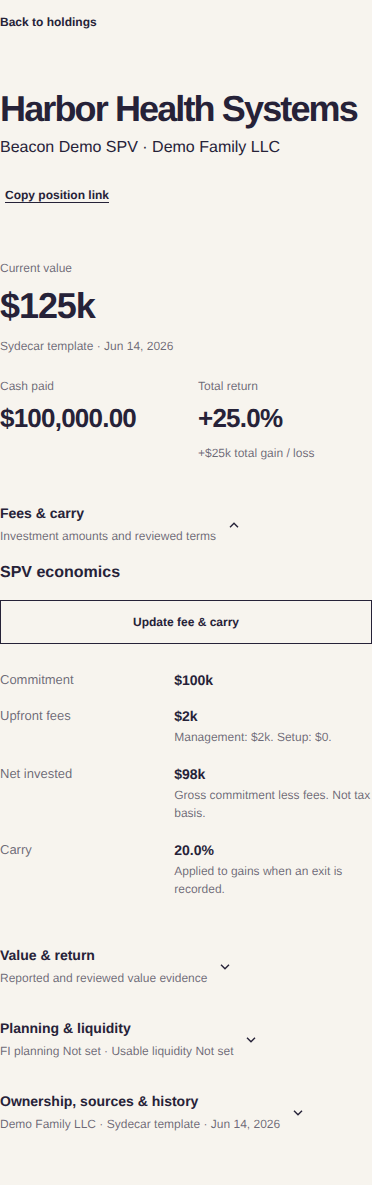 Back to holdings
Harbor Health Systems
Beacon Demo SPV · Demo Family LLC
Copy position link
Current value
$125k
Sydecar template · Jun 14, 2026
Cash paid
$100,000.00
Total return
+25.0%
+$25k total gain / loss
Fees & carry
Investment amounts and reviewed terms
SPV economics
Update fee & carry
Commitment
$100k
Upfront fees
$2k
Management: $2k. Setup: $0.
Net invested
$98k
Gross commitment less fees. Not tax
basis.
Carry
20.0%
Applied to gains when an exit is
recorded.
Value & return
Reported and reviewed value evidence
Planning & liquidity
FI planning Not set · Usable liquidity Not set
Ownership, sources & history
Demo Family LLC · Sydecar template · Jun 14, 2026